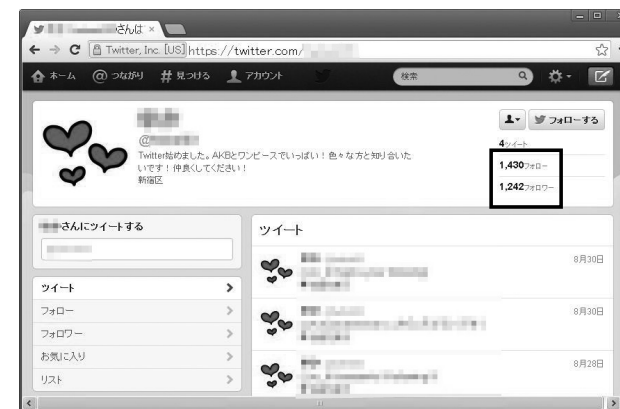 さんは ×
Twitter, Inc. [US] https://twitter.com/
ホーム @ つながり # 見つける アカウント 検索
フォローする
@
4ツイート
Twitter始めました。AKBとワンピースでいっぱい！色々な方と知り合いた
いです！仲良くしてください！
新宿区
1,430フォロー
1,242フォロワー
さんにツイートする
ツイート
ツイート
フォロー
フォロワー
お気に入り
リスト
8月30日
8月30日
8月28日